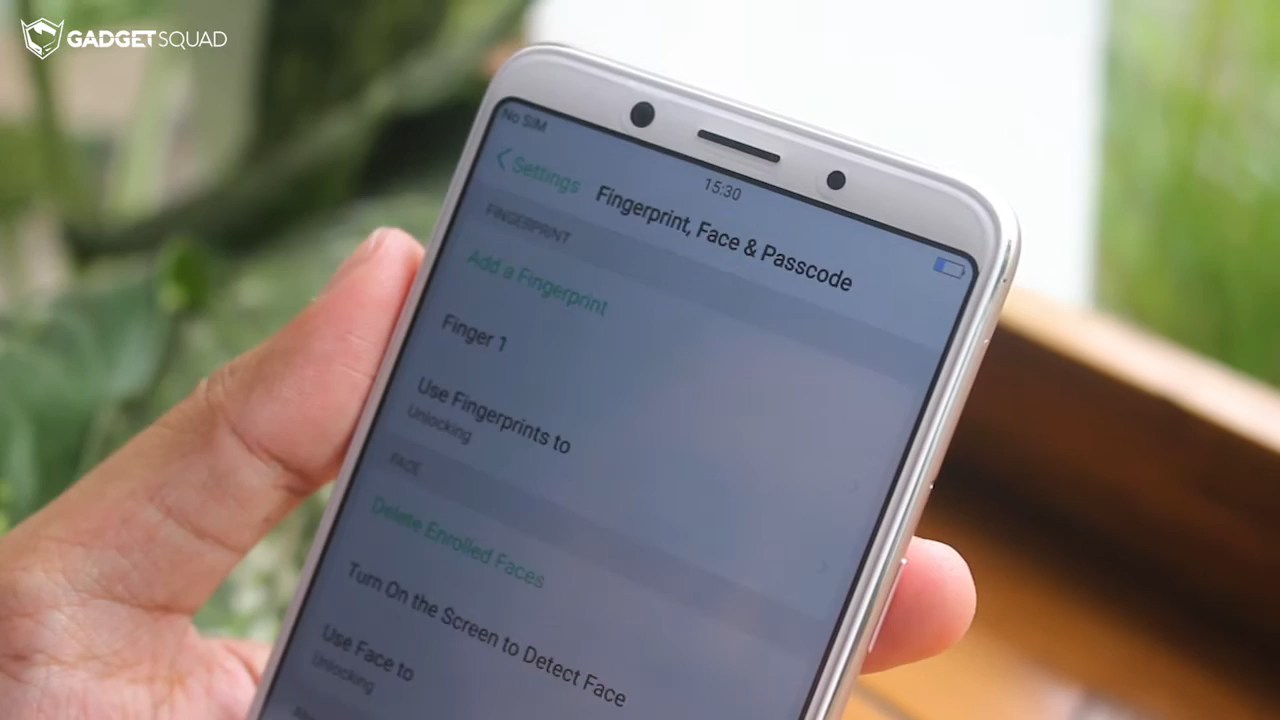 GADGETSQUAD
No SIM
15:30
Settings
Fingerprint, Face & Passcode
FINGERPRINT
Add a Fingerprint
Finger 1
Use Fingerprints to
Unlocking
FACE
Delete Enrolled Faces
Turn On the Screen to Detect Face
Use Face to
Unlocking